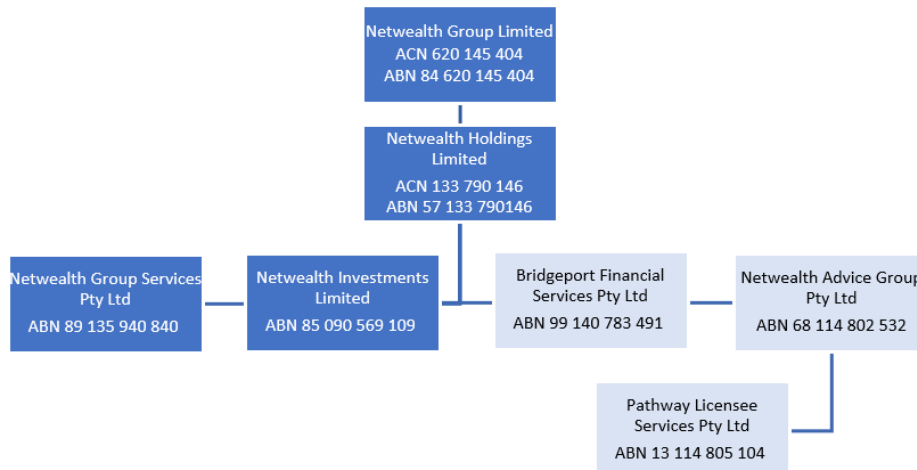 Netwealth Group Limited
ACN 620 145 404
ABN 84 620 145 404
Netwealth Holdings
Limited
ACN 133 790 146
ABN 57 133 790146
Netwealth Group Services
Pty Ltd
ABN 89 135 940 840
Netwealth Investments
Limited
ABN 85 090 569 109
Bridgeport Financial
Services Pty Ltd
ABN 99 140 783 491
Netwealth Advice Group
Pty Ltd
ABN 68 114 802 532
Pathway Licensee
Services Pty Ltd
ABN 13 114 805 104